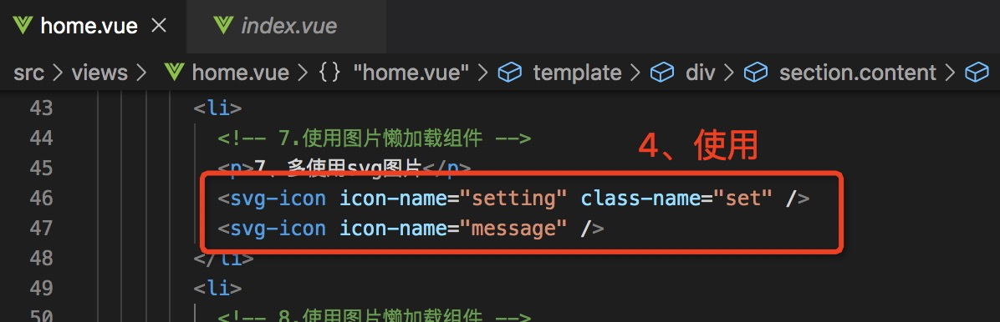 home.vue index.vue
src views home.vue {} "home.vue" template div section.content
43 <li>
44 <!-- 7.使用图片懒加载组件 -->
4、使用
45 <p>7、多使用svg图片</p>
46 <svg-icon icon-name="setting" class-name="set" />
47 <svg-icon icon-name="message" />
48 </li>
49 <li>
50 <!-- 8.使用图片懒加载组件 -->